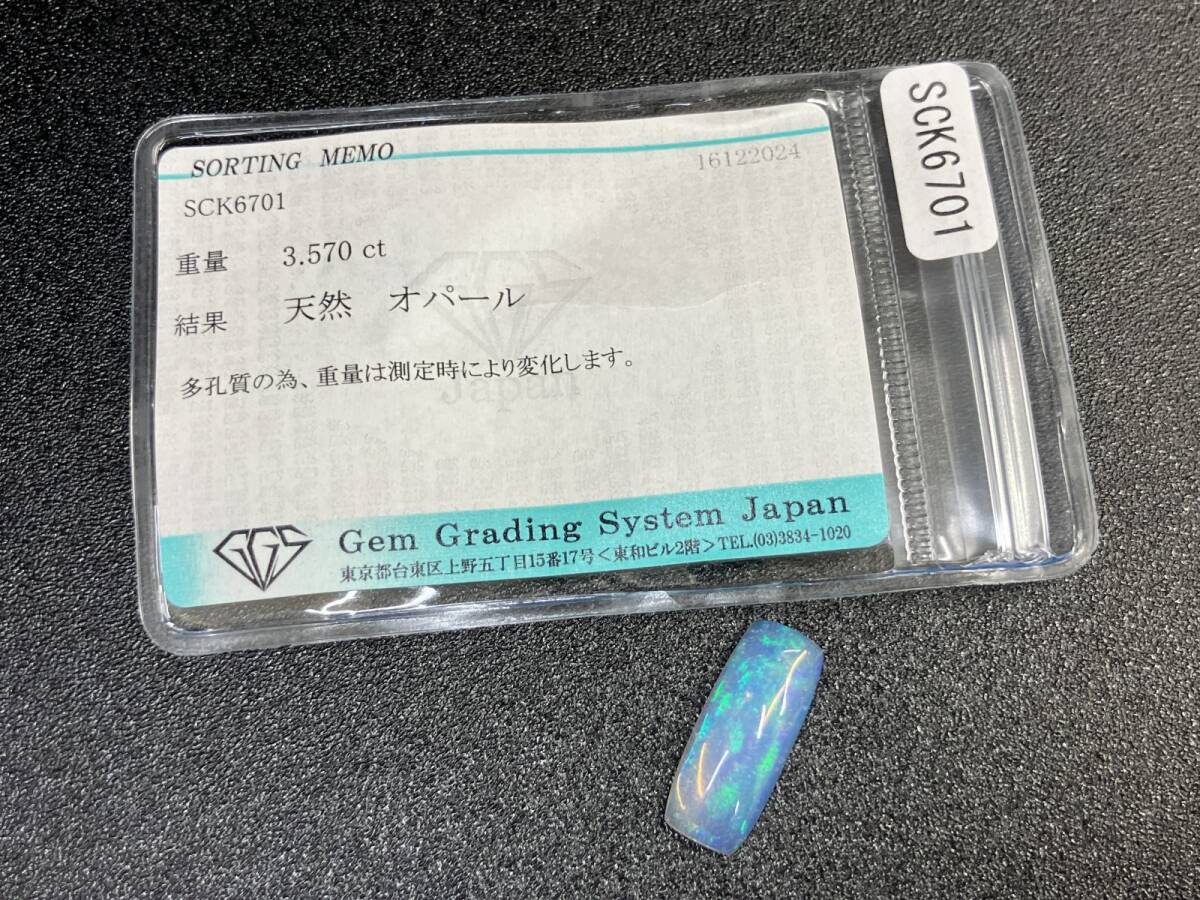 SORTING MEMO
16122024
SCK6701
SCK6701
重量 3.570 ct
結果 天然 オパール
多孔質の為、重量は測定時により変化します。
Japan
GGS
Gem Grading System Japan
東京都台東区上野五丁目15番17号<東和ビル2階>TEL.(03)3834-1020